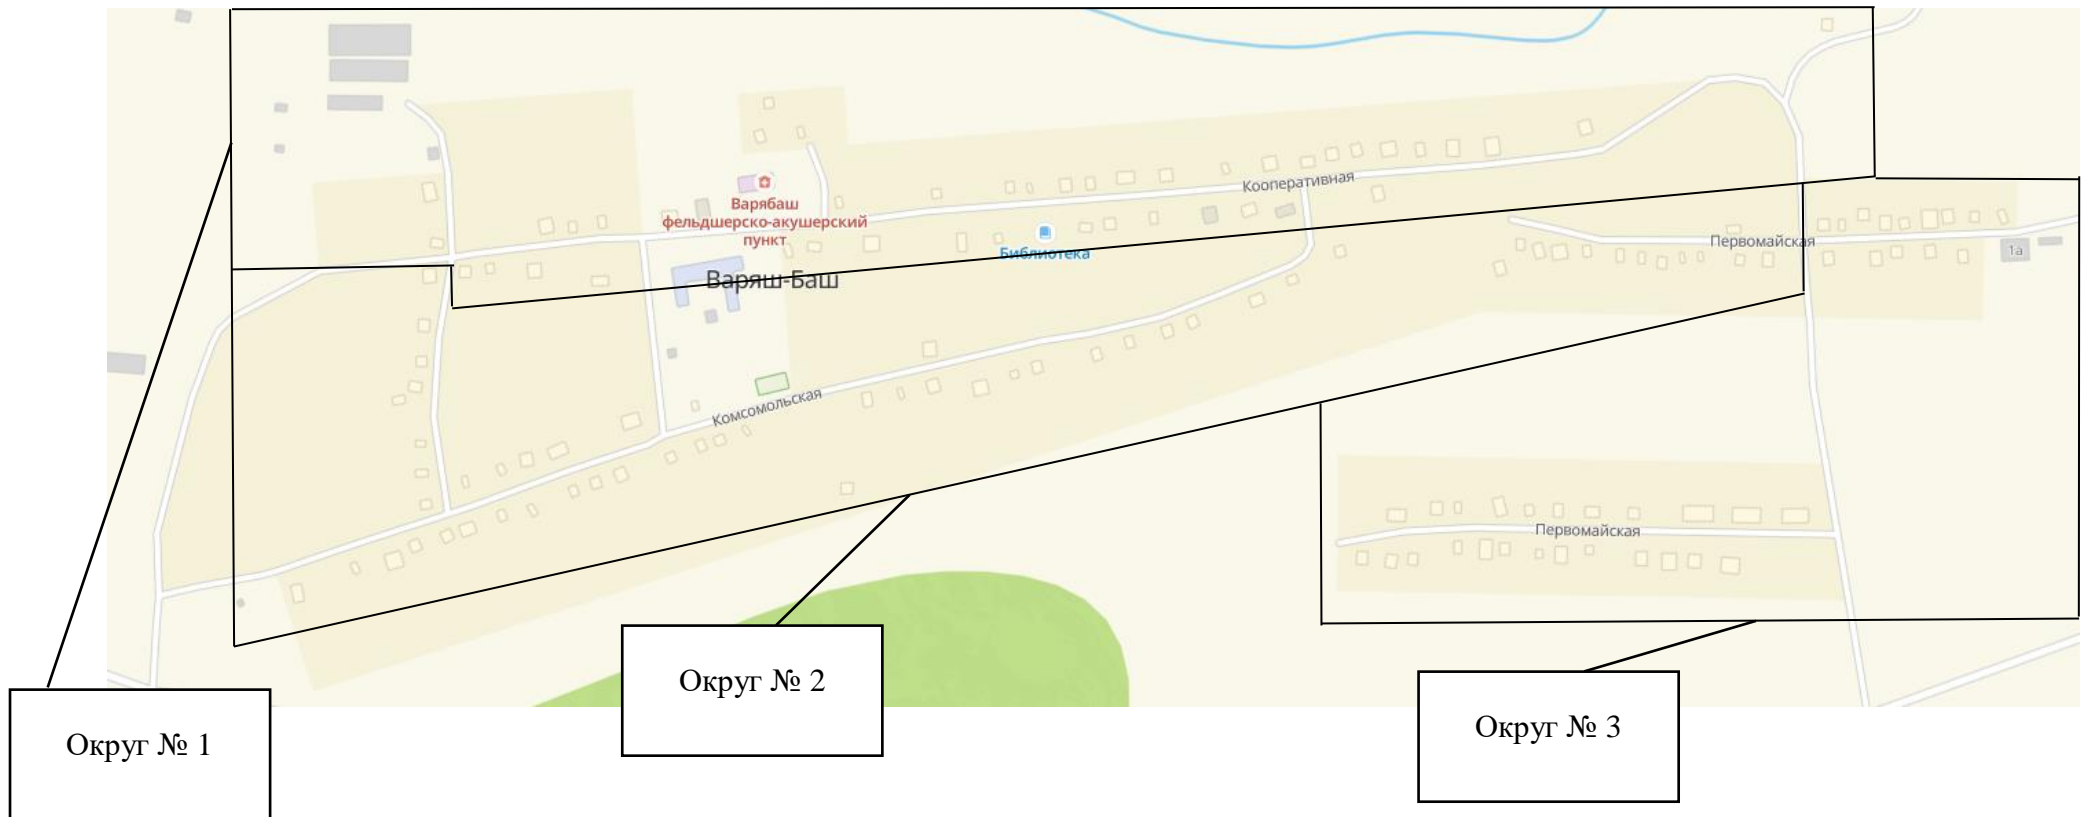 Кооперативная
Варябаш
фельдшерско-акушерский
пункт
Библиотека
Первомайская
1а
Варяш-Баш
Комсомольская
Первомайская
Округ № 1
Округ № 2
Округ № 3